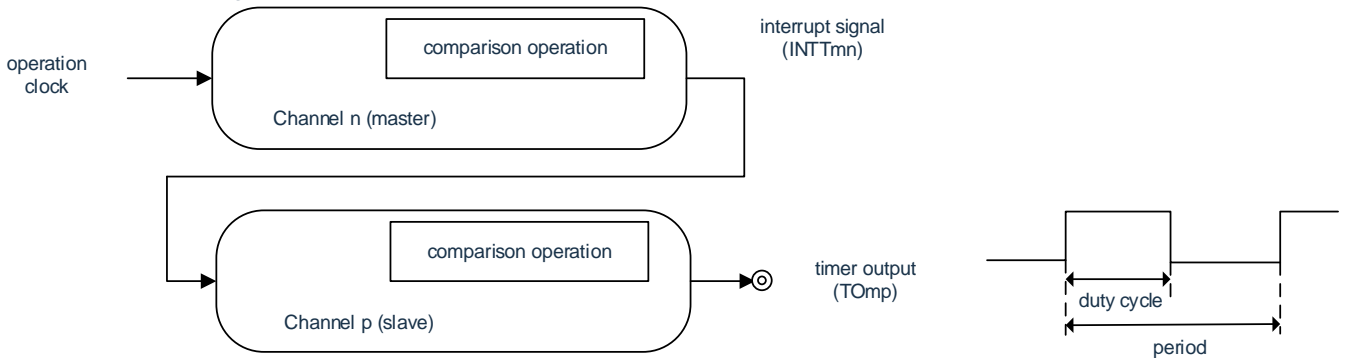 comparison operation
interrupt signal
(INTTmn)
operation
clock
Channel n (master)
comparison operation
timer output
(TOmp)
Channel p (slave)
duty cycle
period